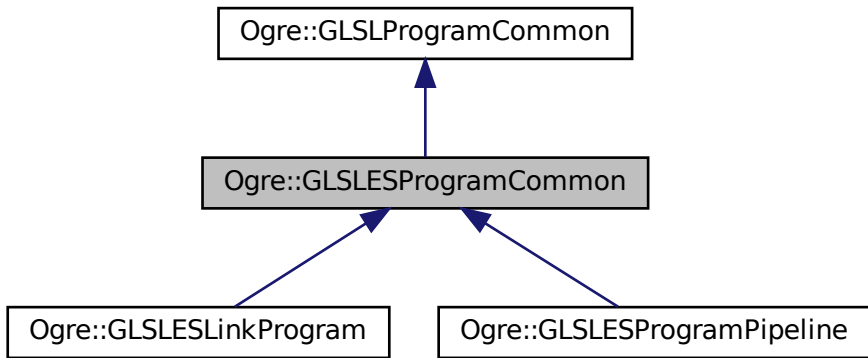 Ogre::GLSLProgramCommon
Ogre::GLSLESProgramCommon
Ogre::GLSLESLinkProgram
Ogre::GLSLESProgramPipeline